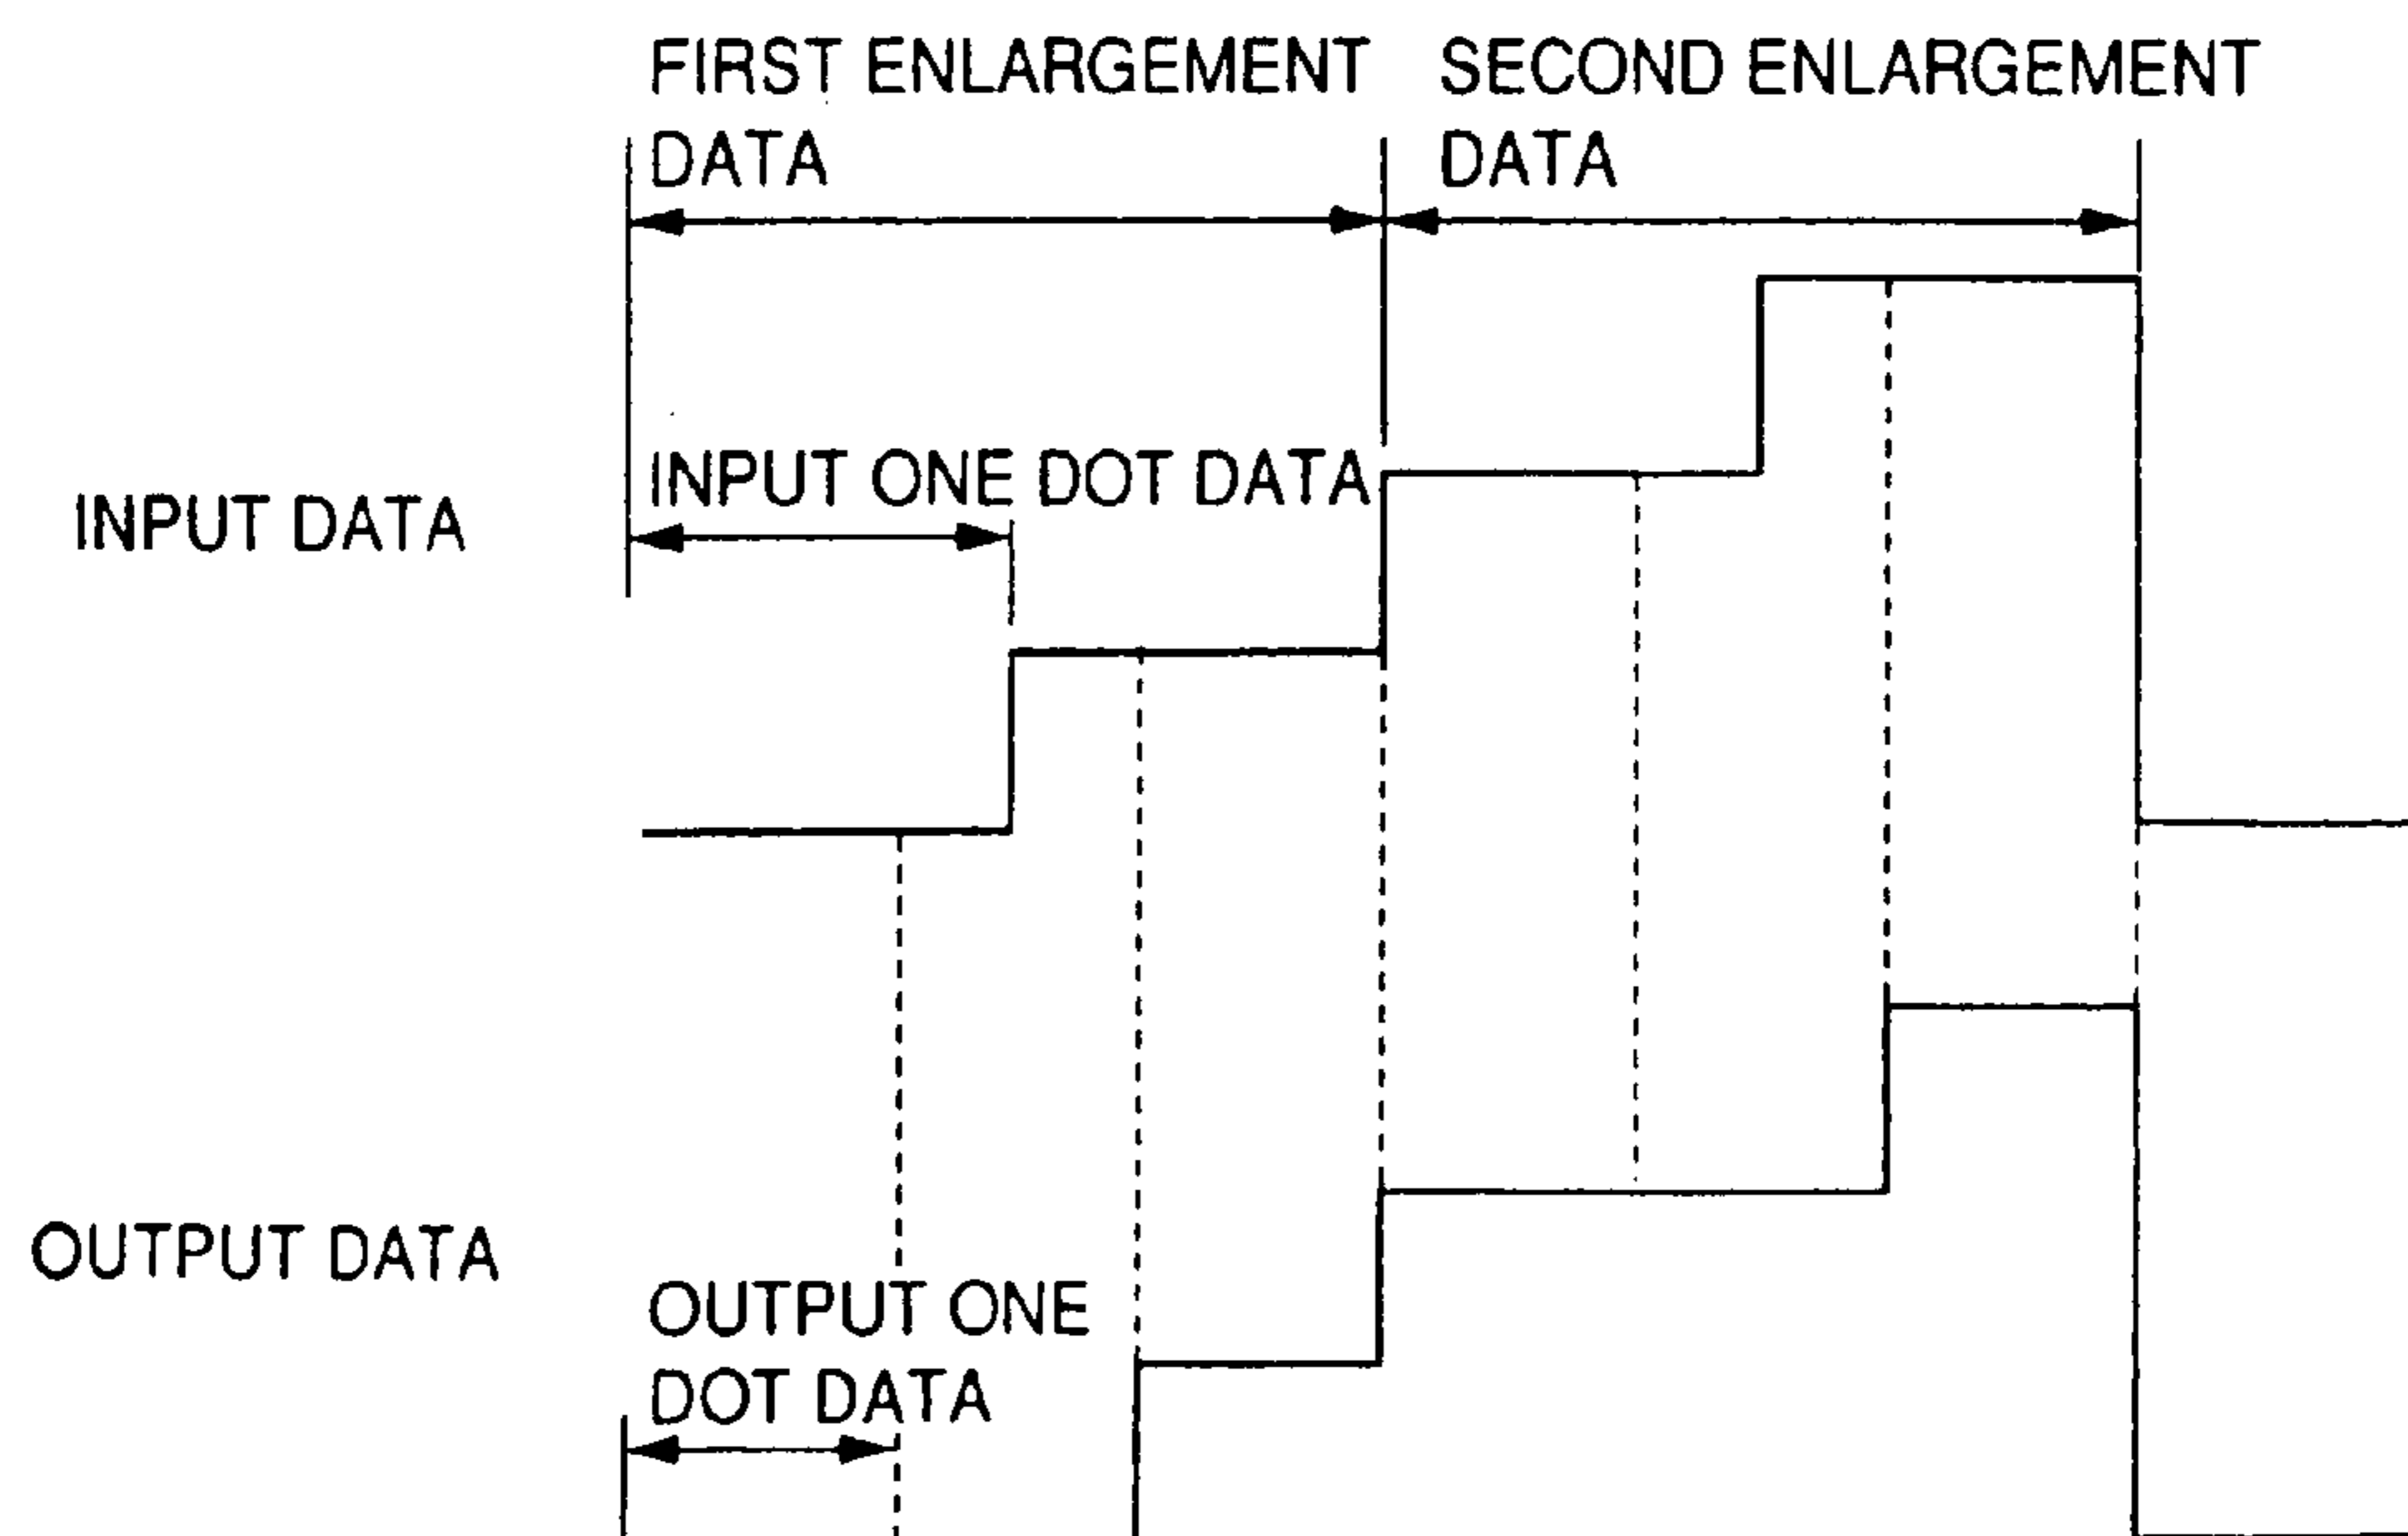 FIRST ENLARGEMENT
DATA
SECOND ENLARGEMENT
DATA
INPUT ONE DOT DATA
INPUT DATA
OUTPUT DATA
OUTPUT ONE
DOT DATA